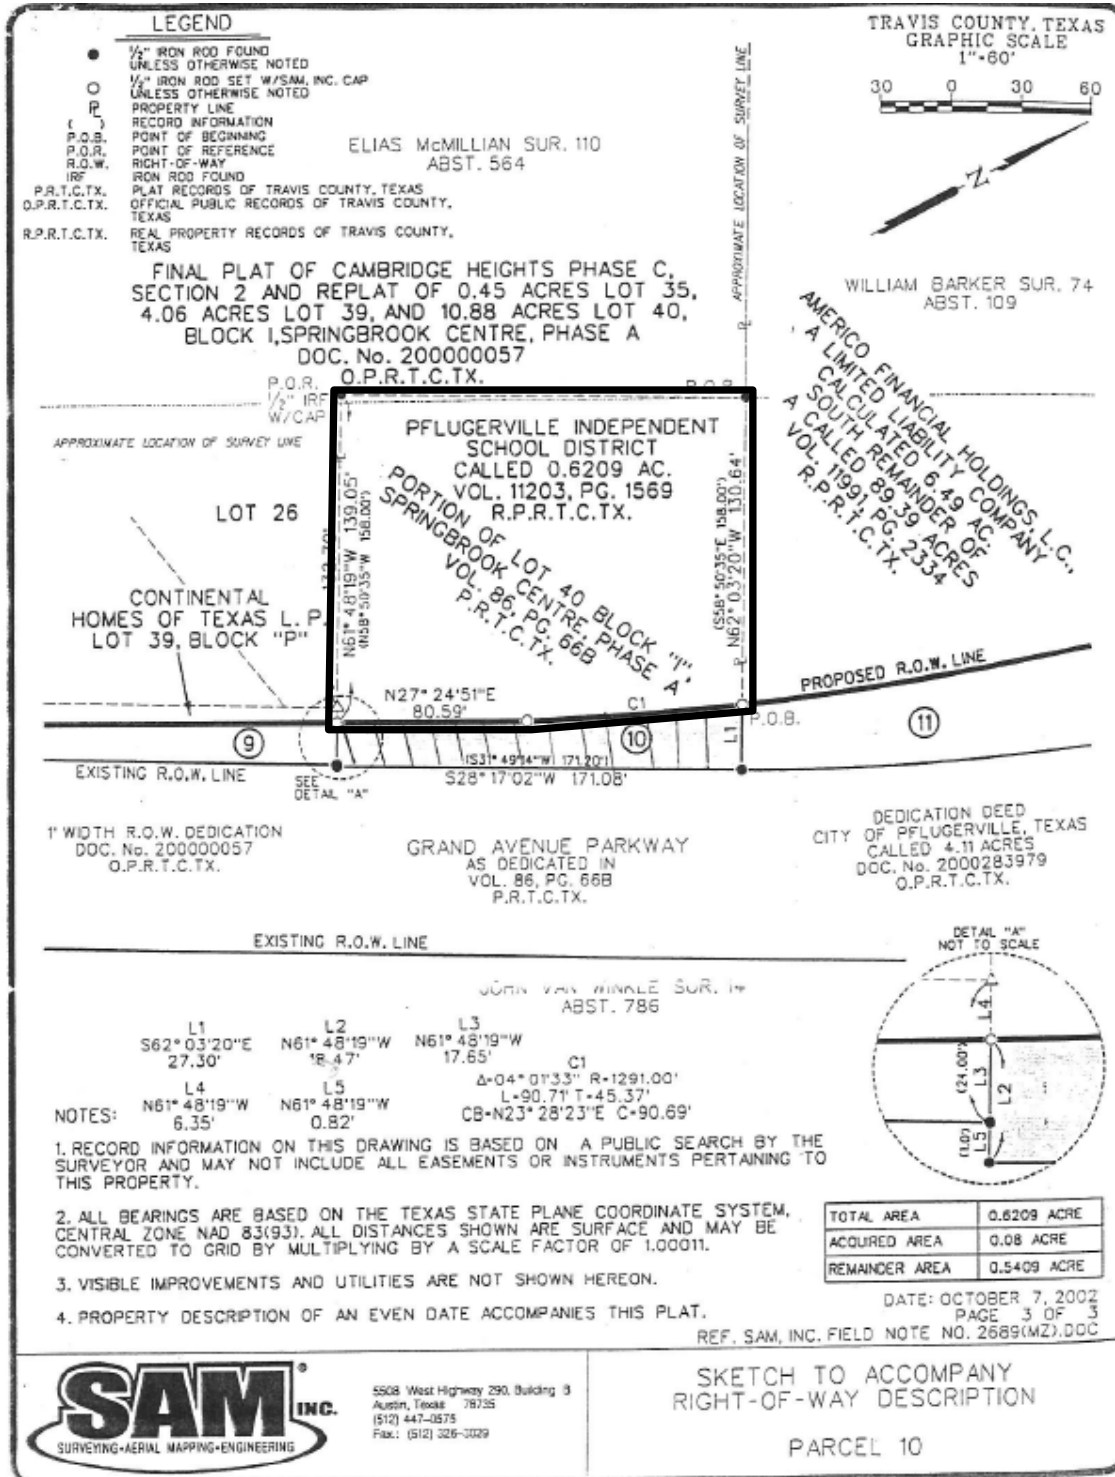 LEGEND
1/2" IRON ROD FOUND
UNLESS OTHERWISE NOTED
1/2" IRON ROD SET W/SAM, INC. CAP
UNLESS OTHERWISE NOTED
PROPERTY LINE
( ) RECORD INFORMATION
P.O.B. POINT OF BEGINNING
P.O.R. POINT OF REFERENCE
R.O.W. RIGHT-OF-WAY
IRF IRON ROD FOUND
P.R.T.C.TX. PLAT RECORDS OF TRAVIS COUNTY, TEXAS
O.P.R.T.C.TX. OFFICIAL PUBLIC RECORDS OF TRAVIS COUNTY,
TEXAS
R.P.R.T.C.TX. REAL PROPERTY RECORDS OF TRAVIS COUNTY,
TEXAS
TRAVIS COUNTY, TEXAS
GRAPHIC SCALE
1"=60'
30 0 30 60
N
ELIAS McMILLIAN SUR. 110
ABST. 564
APPROXIMATE LOCATION OF SURVEY LINE
WILLIAM BARKER SUR. 74
ABST. 109
FINAL PLAT OF CAMBRIDGE HEIGHTS PHASE C,
SECTION 2 AND REPLAT OF 0.45 ACRES LOT 35,
4.06 ACRES LOT 39, AND 10.88 ACRES LOT 40,
BLOCK I,SPRINGBROOK CENTRE, PHASE A
DOC. No. 200000057
O.P.R.T.C.TX.
P.O.R.
1/2" IRF
W/CAP
P.O.B.
AMERICO FINANCIAL HOLDINGS, L.C.,
A LIMITED LIABILITY COMPANY
CALCULATED 6.49 AC.
SOUTH REMAINDER OF
A CALLED 89.39 ACRES
VOL. 11991, PG. 2334
R.P.R.T.C.TX.
APPROXIMATE LOCATION OF SURVEY LINE
PFLUGERVILLE INDEPENDENT
SCHOOL DISTRICT
CALLED 0.6209 AC.
VOL. 11203, PG. 1569
R.P.R.T.C.TX.
PORTION OF LOT 40 BLOCK "I"
SPRINGBROOK CENTRE, PHASE A
VOL. 86, PG. 66B
P.R.T.C.TX.
LOT 26
N61°48'19"W 139.05'
(N58°50'35"W 158.00')
(S58°50'35"E 158.00')
N62°03'20"W 130.64'
CONTINENTAL
HOMES OF TEXAS L. P.
LOT 39, BLOCK "P"
N27° 24'51"E
80.59'
C1
PROPOSED R.O.W. LINE
P.O.B.
L1
9
10
11
(S31° 49'14"W 171.20')
S28° 17'02"W 171.08'
EXISTING R.O.W. LINE
SEE
DETAIL "A"
1' WIDTH R.O.W. DEDICATION
DOC. No. 200000057
O.P.R.T.C.TX.
GRAND AVENUE PARKWAY
AS DEDICATED IN
VOL. 86, PG. 66B
P.R.T.C.TX.
DEDICATION DEED
CITY OF PFLUGERVILLE, TEXAS
CALLED 4.11 ACRES
DOC. No. 2000283979
O.P.R.T.C.TX.
EXISTING R.O.W. LINE
DETAIL "A"
NOT TO SCALE
L4
L3
L2
L5
(24.00')
(1.0')
JOHN VAN WINKLE SUR. 14
ABST. 786
L1
S62° 03'20"E
27.30'
L2
N61° 48'19"W
18.47'
L3
N61° 48'19"W
17.65'
L4
N61° 48'19"W
6.35'
L5
N61° 48'19"W
0.82'
C1
Δ=04° 01'33" R=1291.00'
L=90.71' T=45.37'
CB=N23° 28'23"E C=90.69'
NOTES:
1. RECORD INFORMATION ON THIS DRAWING IS BASED ON A PUBLIC SEARCH BY THE
SURVEYOR AND MAY NOT INCLUDE ALL EASEMENTS OR INSTRUMENTS PERTAINING TO
THIS PROPERTY.
2. ALL BEARINGS ARE BASED ON THE TEXAS STATE PLANE COORDINATE SYSTEM,
CENTRAL ZONE NAD 83(93). ALL DISTANCES SHOWN ARE SURFACE AND MAY BE
CONVERTED TO GRID BY MULTIPLYING BY A SCALE FACTOR OF 1.00011.
3. VISIBLE IMPROVEMENTS AND UTILITIES ARE NOT SHOWN HEREON.
4. PROPERTY DESCRIPTION OF AN EVEN DATE ACCOMPANIES THIS PLAT.
TOTAL AREA 0.6209 ACRE
ACQUIRED AREA 0.08 ACRE
REMAINDER AREA 0.5409 ACRE
DATE: OCTOBER 7, 2002
PAGE 3 OF 3
REF. SAM, INC. FIELD NOTE NO. 2689(MZ).DOC
SAM INC.
SURVEYING-AERIAL MAPPING-ENGINEERING
5508 West Highway 290, Building B
Austin, Texas 78735
(512) 447-0575
Fax.: (512) 326-3029
SKETCH TO ACCOMPANY
RIGHT-OF-WAY DESCRIPTION
PARCEL 10